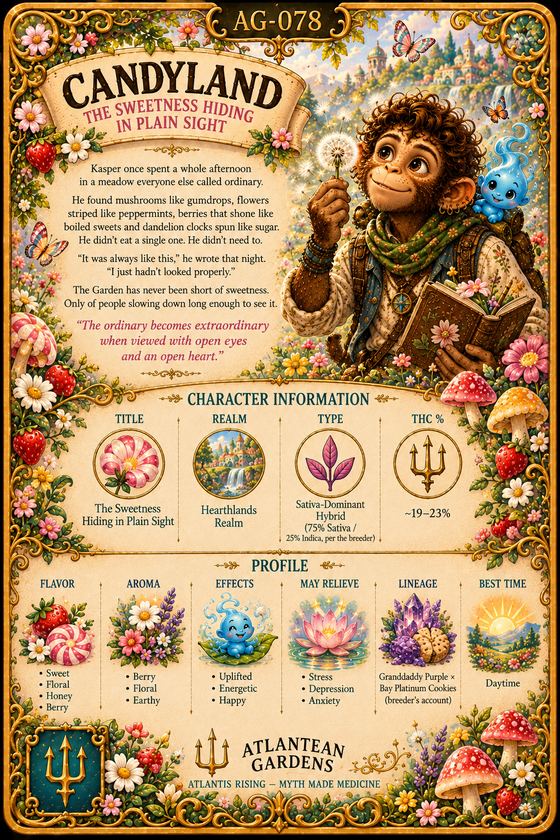 AG-078
CANDYLAND
THE SWEETNESS HIDING
IN PLAIN SIGHT
Kasper once spent a whole afternoon
in a meadow everyone else called ordinary.
He found mushrooms like gumdrops, flowers
striped like peppermints, berries that shone like
boiled sweets and dandelion clocks spun like sugar.
He didn't eat a single one. He didn't need to.
"It was always like this," he wrote that night.
"I just hadn't looked properly."
The Garden has never been short of sweetness.
Only of people slowing down long enough to see it.
"The ordinary becomes extraordinary
when viewed with open eyes
and an open heart."
CHARACTER INFORMATION
TITLE
The Sweetness
Hiding in Plain Sight
REALM
Hearthlands
Realm
TYPE
Sativa-Dominant
Hybrid
(75% Sativa /
25% Indica, per the breeder)
THC %
~19–23%
PROFILE
FLAVOR
• Sweet
• Floral
• Honey
• Berry
AROMA
• Berry
• Floral
• Earthy
EFFECTS
• Uplifted
• Energetic
• Happy
MAY RELIEVE
• Stress
• Depression
• Anxiety
LINEAGE
Granddaddy Purple ×
Bay Platinum Cookies
(breeder's account)
BEST TIME
Daytime
ATLANTEAN
GARDENS
ATLANTIS RISING – MYTH MADE MEDICINE